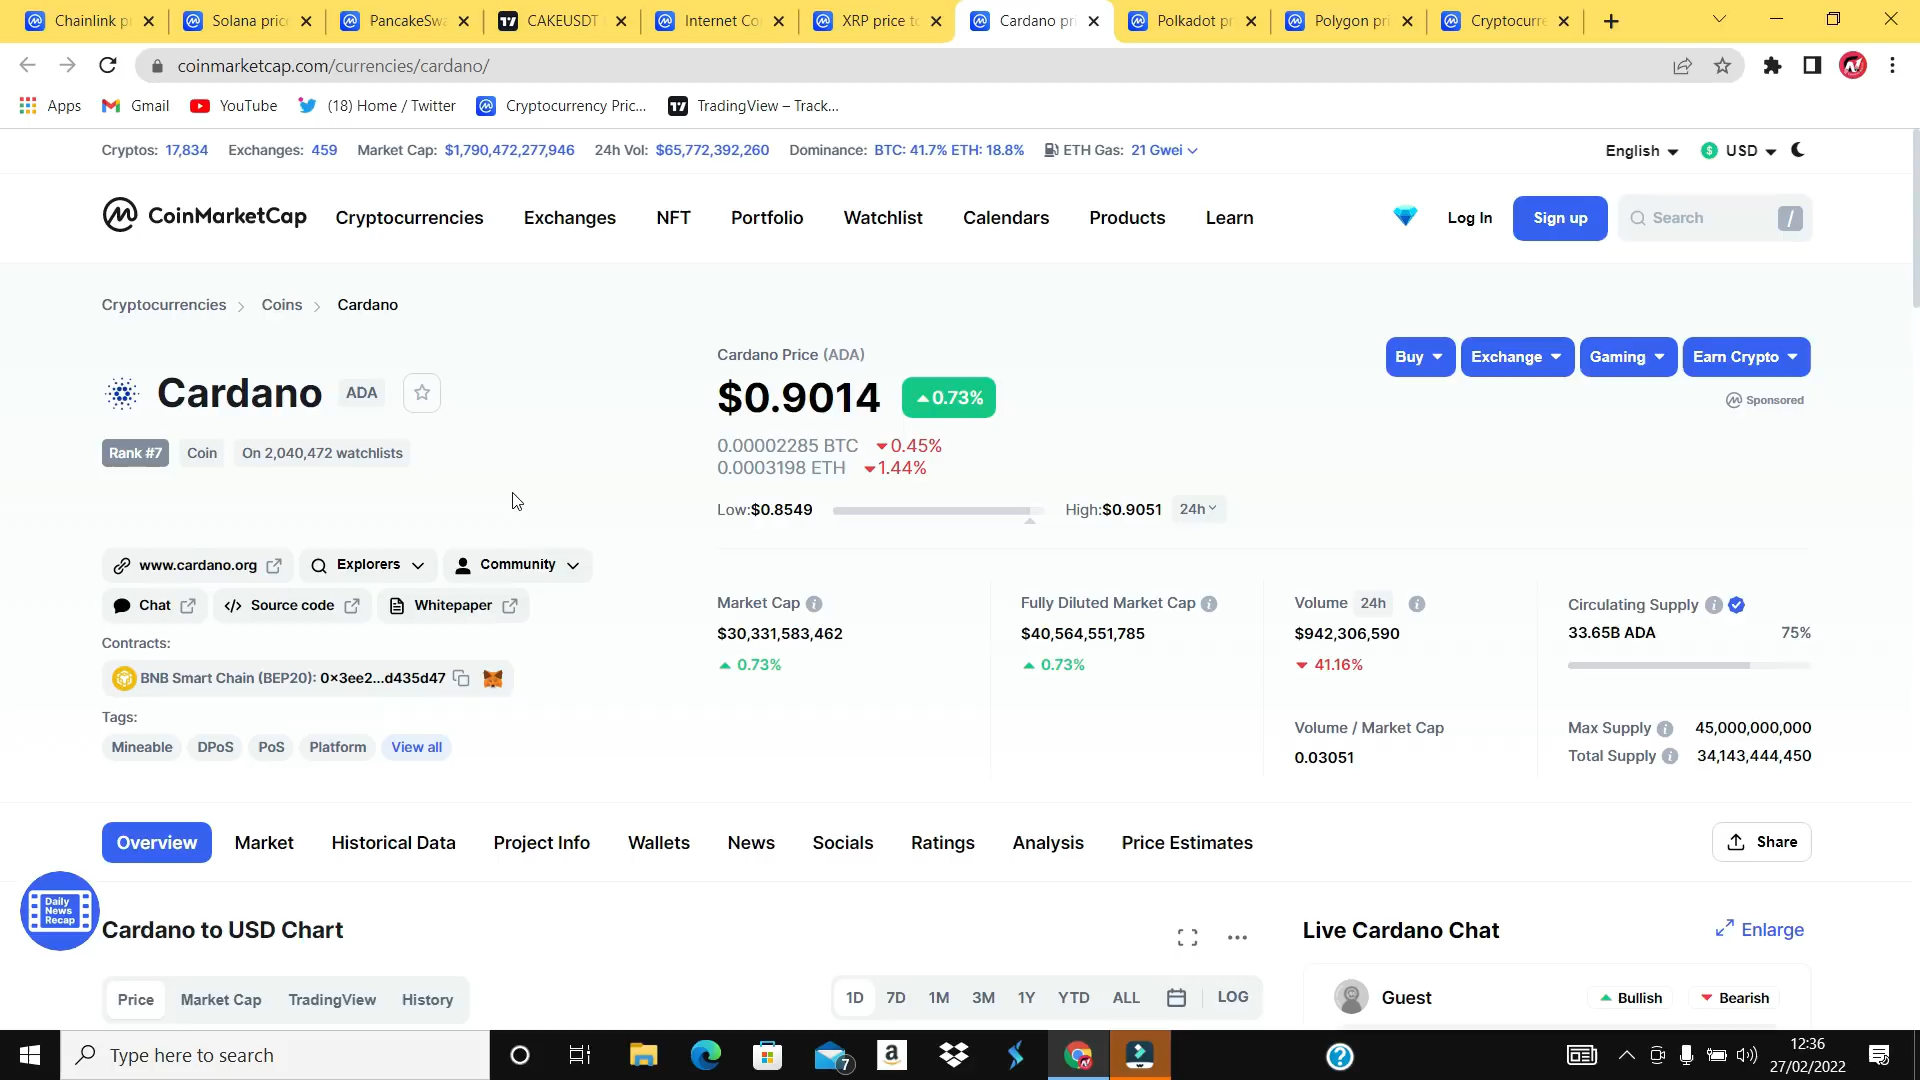 Chainlink p
Solana price
PancakeSwa
CAKEUSDT
Internet Co
XRP price to
Cardano pri
Polkadot pr
Polygon pri
Cryptocurre
coinmarketcap.com/currencies/cardano/
Apps
Gmail
YouTube
(18) Home / Twitter
Cryptocurrency Pric...
TradingView – Track...
Cryptos: 17,834 Exchanges: 459 Market Cap: $1,790,472,277,946 24h Vol: $65,772,392,260 Dominance: BTC: 41.7% ETH: 18.8% ETH Gas: 21 Gwei
English USD
CoinMarketCap Cryptocurrencies Exchanges NFT Portfolio Watchlist Calendars Products Learn
Log In Sign up Search /
Cryptocurrencies Coins Cardano
Cardano ADA
Rank #7 Coin On 2,040,472 watchlists
Cardano Price (ADA)
$0.9014 0.73%
0.00002285 BTC 0.45%
0.0003198 ETH 1.44%
Low:$0.8549 High:$0.9051 24h
Buy Exchange Gaming Earn Crypto
Sponsored
www.cardano.org Explorers Community
Chat Source code Whitepaper
Contracts:
BNB Smart Chain (BEP20): 0×3ee2...d435d47
Tags:
Mineable DPoS PoS Platform View all
Market Cap
$30,331,583,462
0.73%
Fully Diluted Market Cap
$40,564,551,785
0.73%
Volume 24h
$942,306,590
41.16%
Volume / Market Cap
0.03051
Circulating Supply
33.65B ADA 75%
Max Supply 45,000,000,000
Total Supply 34,143,444,450
Overview Market Historical Data Project Info Wallets News Socials Ratings Analysis Price Estimates Share
Daily
News
Recap
Cardano to USD Chart
Price Market Cap TradingView History
1D 7D 1M 3M 1Y YTD ALL LOG
Live Cardano Chat Enlarge
Guest Bullish Bearish
Type here to search
7
12:36
27/02/2022